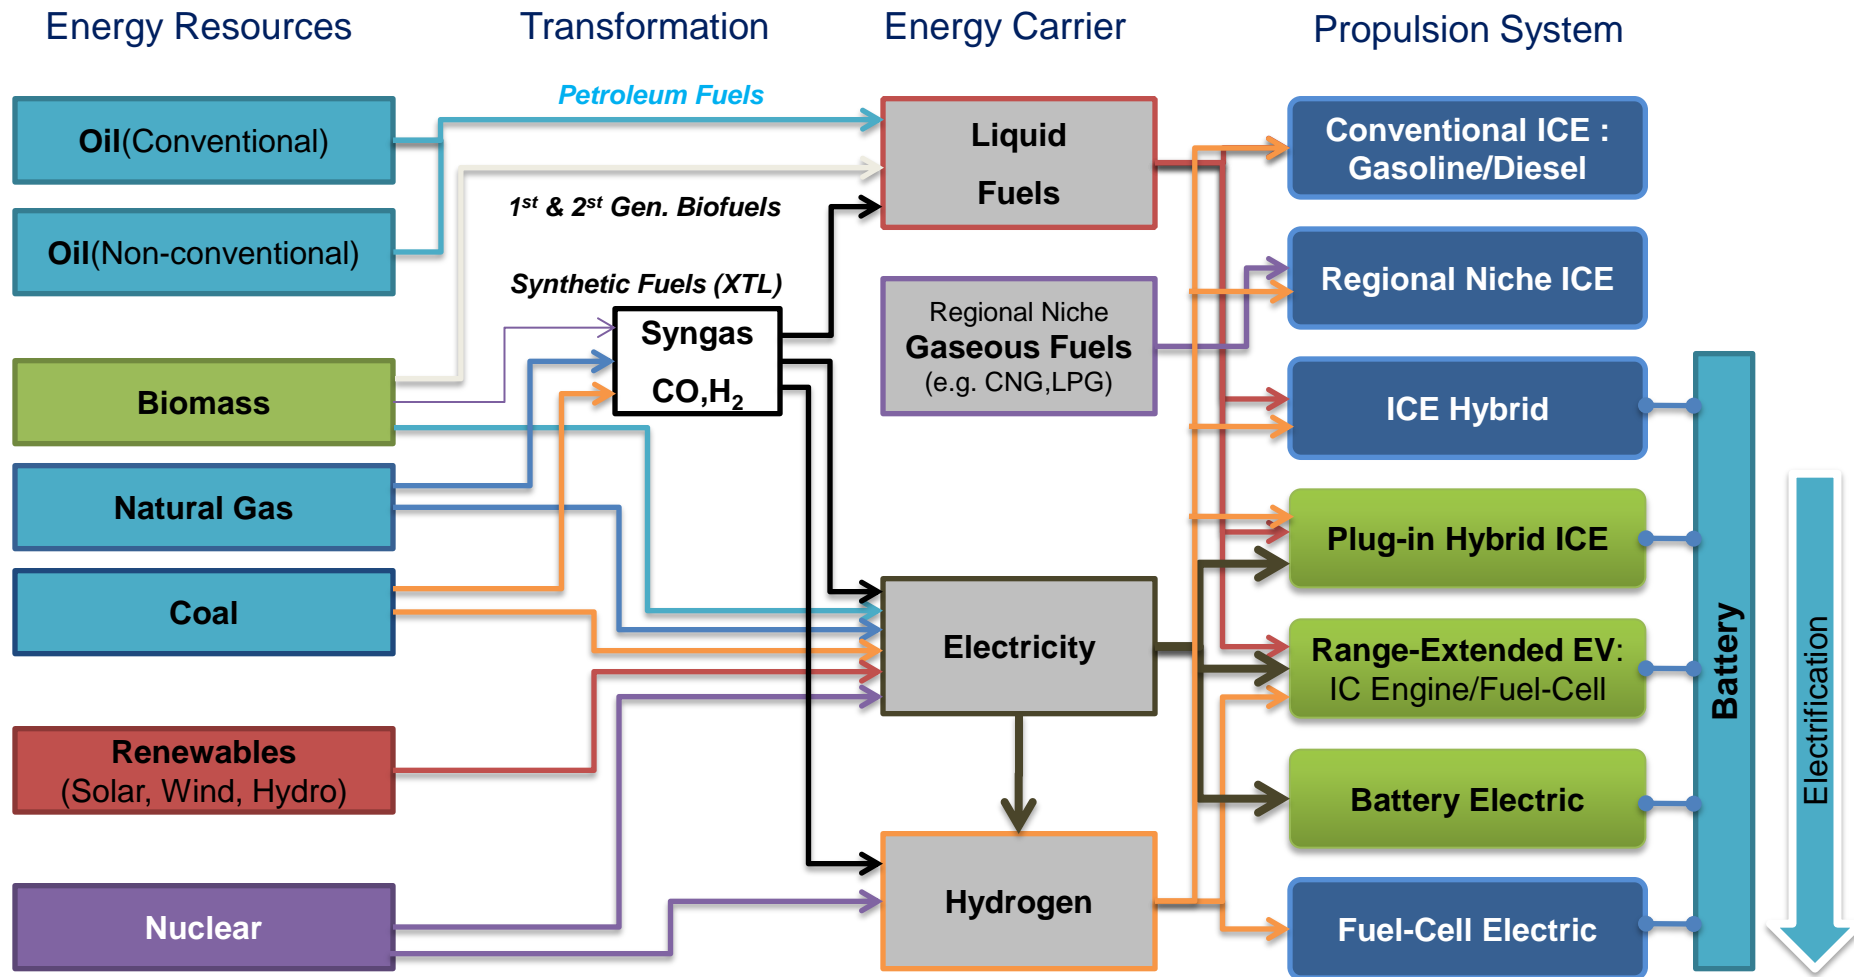 Energy Resources
Transformation
Energy Carrier
Propulsion System
Oil(Conventional)
Oil(Non-conventional)
Biomass
Natural Gas
Coal
Renewables
(Solar, Wind, Hydro)
Nuclear
Petroleum Fuels
1st & 2st Gen. Biofuels
Synthetic Fuels (XTL)
Syngas
CO,H2
Liquid
Fuels
Regional Niche
Gaseous Fuels
(e.g. CNG,LPG)
Electricity
Hydrogen
Conventional ICE :
Gasoline/Diesel
Regional Niche ICE
ICE Hybrid
Plug-in Hybrid ICE
Range-Extended EV:
IC Engine/Fuel-Cell
Battery Electric
Fuel-Cell Electric
Battery
Electrification